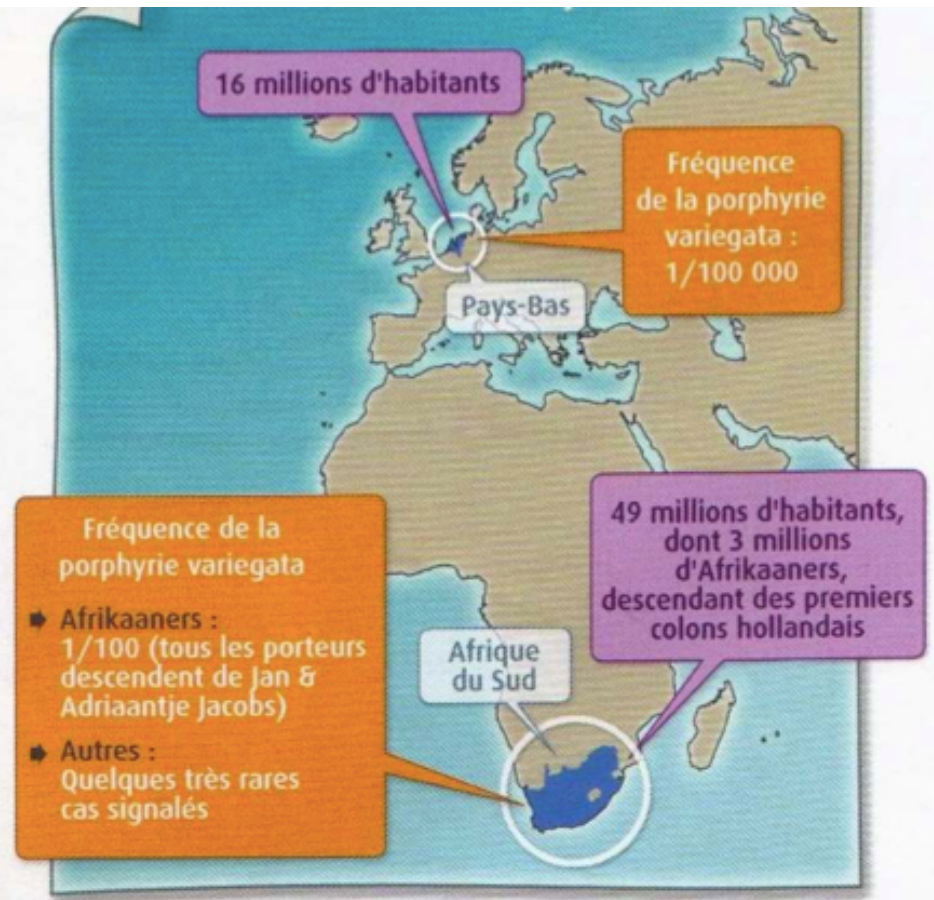 16 millions d'habitants
Fréquence
de la porphyrie
variegata :
1/100 000
Pays-Bas
49 millions d'habitants,
dont 3 millions
d'Afrikaaners,
descendant des premiers
colons hollandais
Fréquence de la
porphyrie variegata
Afrikaaners :
1/100 (tous les porteurs
descendent de Jan &
Adriaantje Jacobs)
Autres :
Quelques très rares
cas signalés
Afrique
du Sud